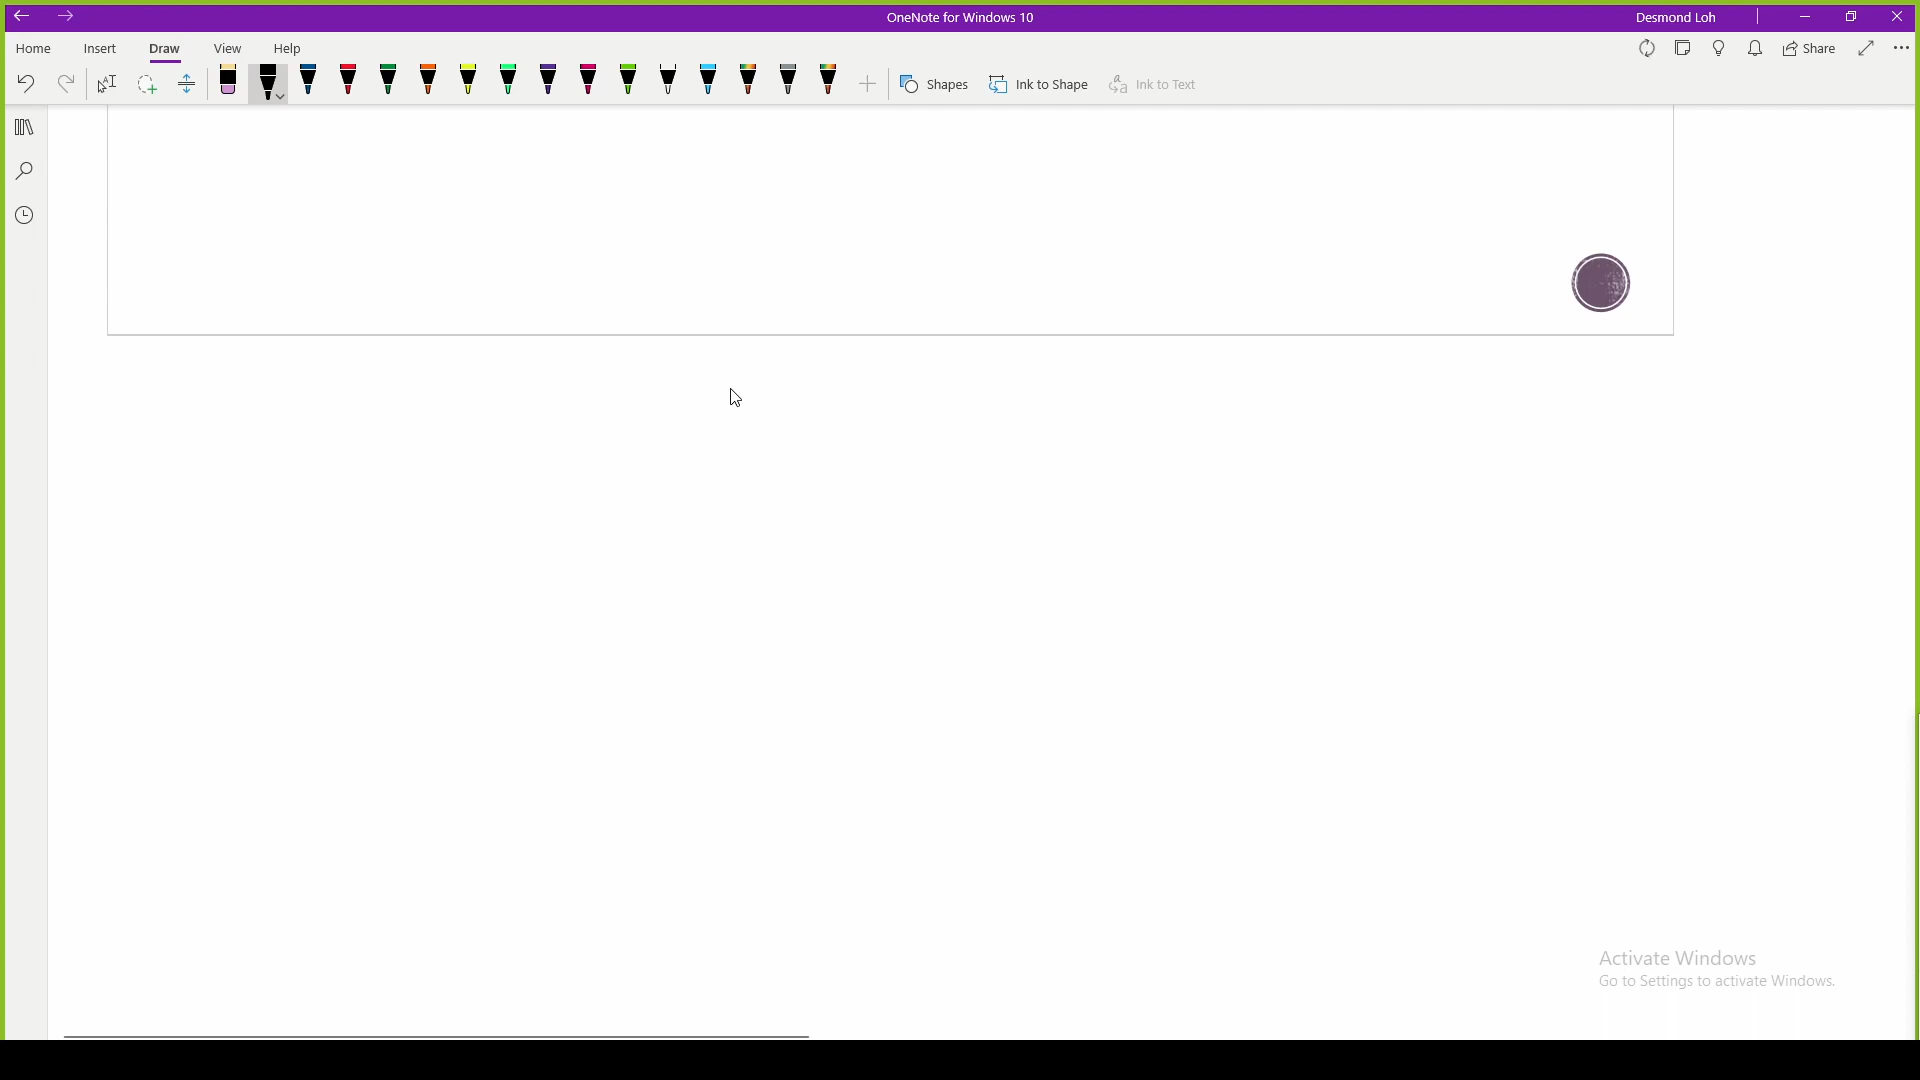 OneNote for Windows 10
Desmond Loh
Home Insert Draw View Help
Share
Shapes Ink to Shape Ink to Text
Activate Windows
Go to Settings to activate Windows.